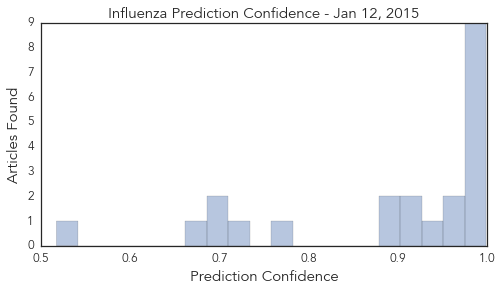 Influenza Prediction Confidence - Jan 12, 2015
Articles Found
9
8
7
6
5
4
3
2
1
0
0.5 0.6 0.7 0.8 0.9 1.0
Prediction Confidence